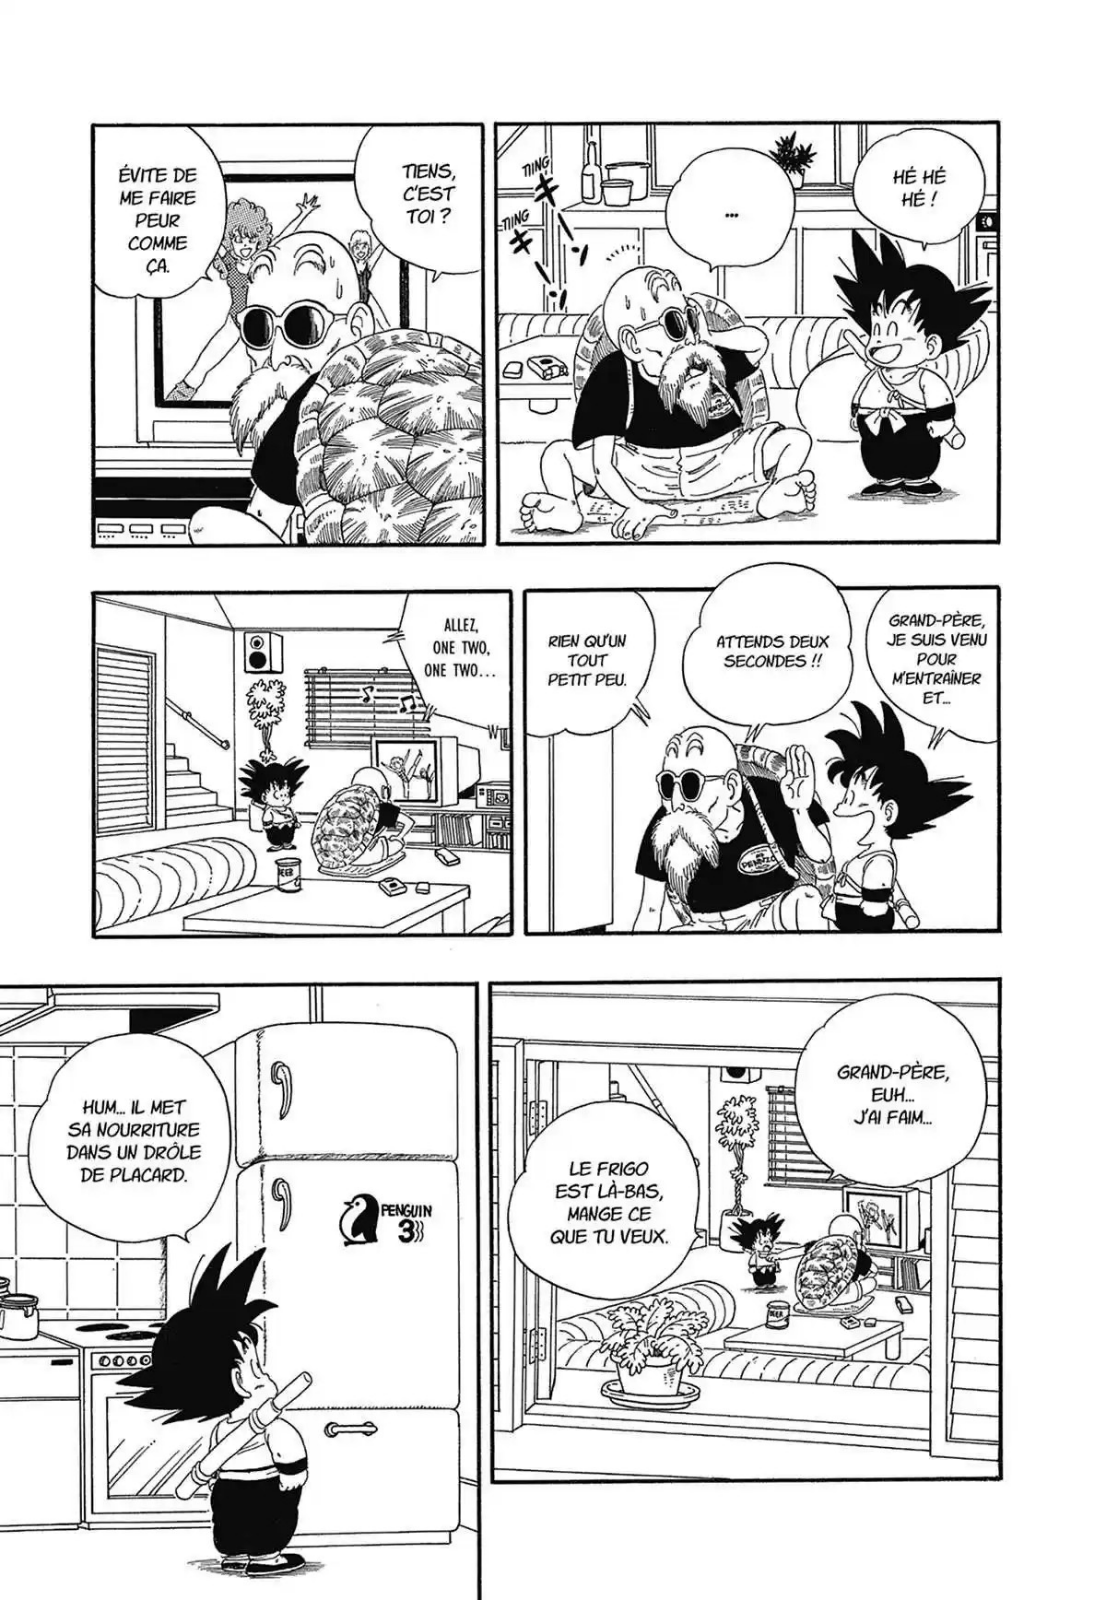 HÉ HÉ
HÉ !
...
TIING
TIING
TIENS,
C'EST
TOI ?
ÉVITE DE
ME FAIRE
PEUR
COMME
ÇA.
GRAND-PÈRE,
JE SUIS VENU
POUR
M'ENTRAÎNER
ET...
ATTENDS DEUX
SECONDES !!
RIEN QU'UN
TOUT
PETIT PEU.
ALLEZ,
ONE TWO,
ONE TWO...
BEER
GRAND-PÈRE,
EUH...
J'AI FAIM...
LE FRIGO
EST LÀ-BAS,
MANGE CE
QUE TU VEUX.
BEER
HUM... IL MET
SA NOURRITURE
DANS UN DRÔLE
DE PLACARD.
PENGUIN
3